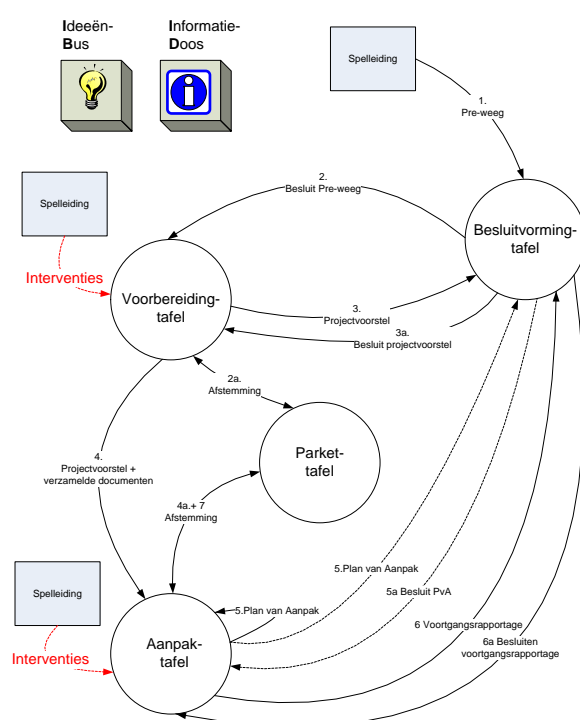 Ideeën-
Bus
Informatie-
Doos
Spelleiding
1.
Pre-weeg
2.
Besluit Pre-weeg
Spelleiding
Besluitvorming-
tafel
Interventies
Voorbereiding-
tafel
3.
Projectvoorstel
3a.
Besluit projectvoorstel
2a.
Afstemming
4.
Projectvoorstel +
verzamelde documenten
Parket-
tafel
4a.+ 7
Afstemming
5.Plan van Aanpak
5a Besluit PvA
Spelleiding
5.Plan van Aanpak
6 Voortgangsrapportage
6a Besluiten
voortgangsrapportage
Aanpak-
tafel
Interventies